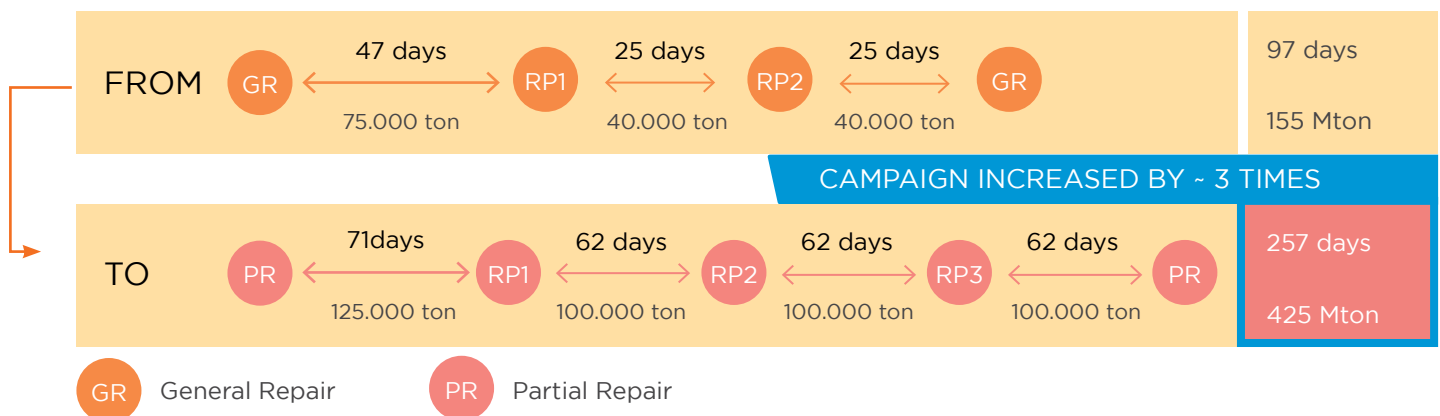 47 days
25 days
25 days
97 days
FROM
GR
RP1
RP2
GR
75.000 ton
40.000 ton
40.000 ton
155 Mton
CAMPAIGN INCREASED BY ~ 3 TIMES
71days
62 days
62 days
62 days
257 days
TO
PR
RP1
RP2
RP3
PR
125.000 ton
100.000 ton
100.000 ton
100.000 ton
425 Mton
GR General Repair
PR Partial Repair